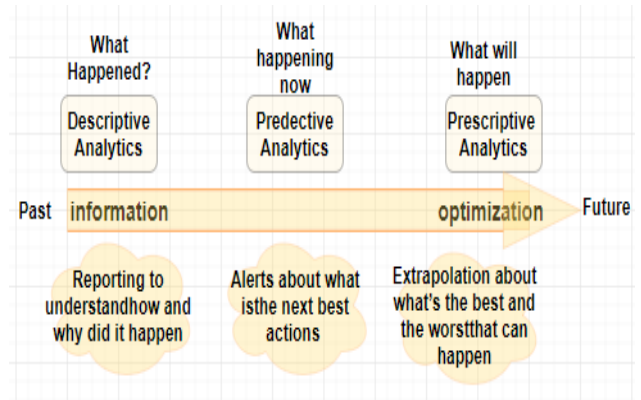 What
Happened?
What
happening
now
What will
happen
Descriptive
Analytics
Predective
Analytics
Prescriptive
Analytics
Past
information
optimization
Future
Reporting to
understandhow and
why did it happen
Alerts about what
isthe next best
actions
Extrapolation about
what's the best and
the worstthat can
happen